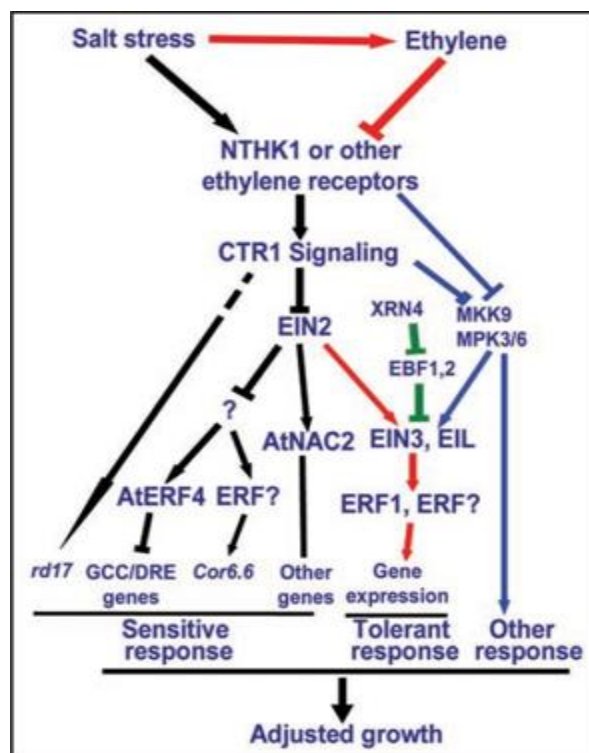 Salt stress Ethylene
NTHK1 or other
ethylene receptors
CTR1 Signaling
XRN4 MKK9
EIN2 MPK3/6
EBF1,2
?
AtNAC2 EIN3, EIL
AtERF4 ERF? ERF1, ERF?
rd17 GCC/DRE Cor6.6 Other Gene
genes genes expression
Sensitive Tolerant Other
response response response
Adjusted growth